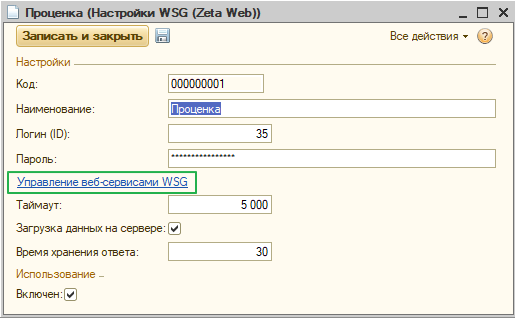 Проценка (Настройки WSG (Zeta Web))
Записать и закрыть Все действия ?
Настройки
Код: 000000001
Наименование: Проценка
Логин (ID): 35
Пароль: ****************
Управление веб-сервисами WSG
Таймаут: 5 000
Загрузка данных на сервере:
Время хранения ответа: 30
Использование
Включен: